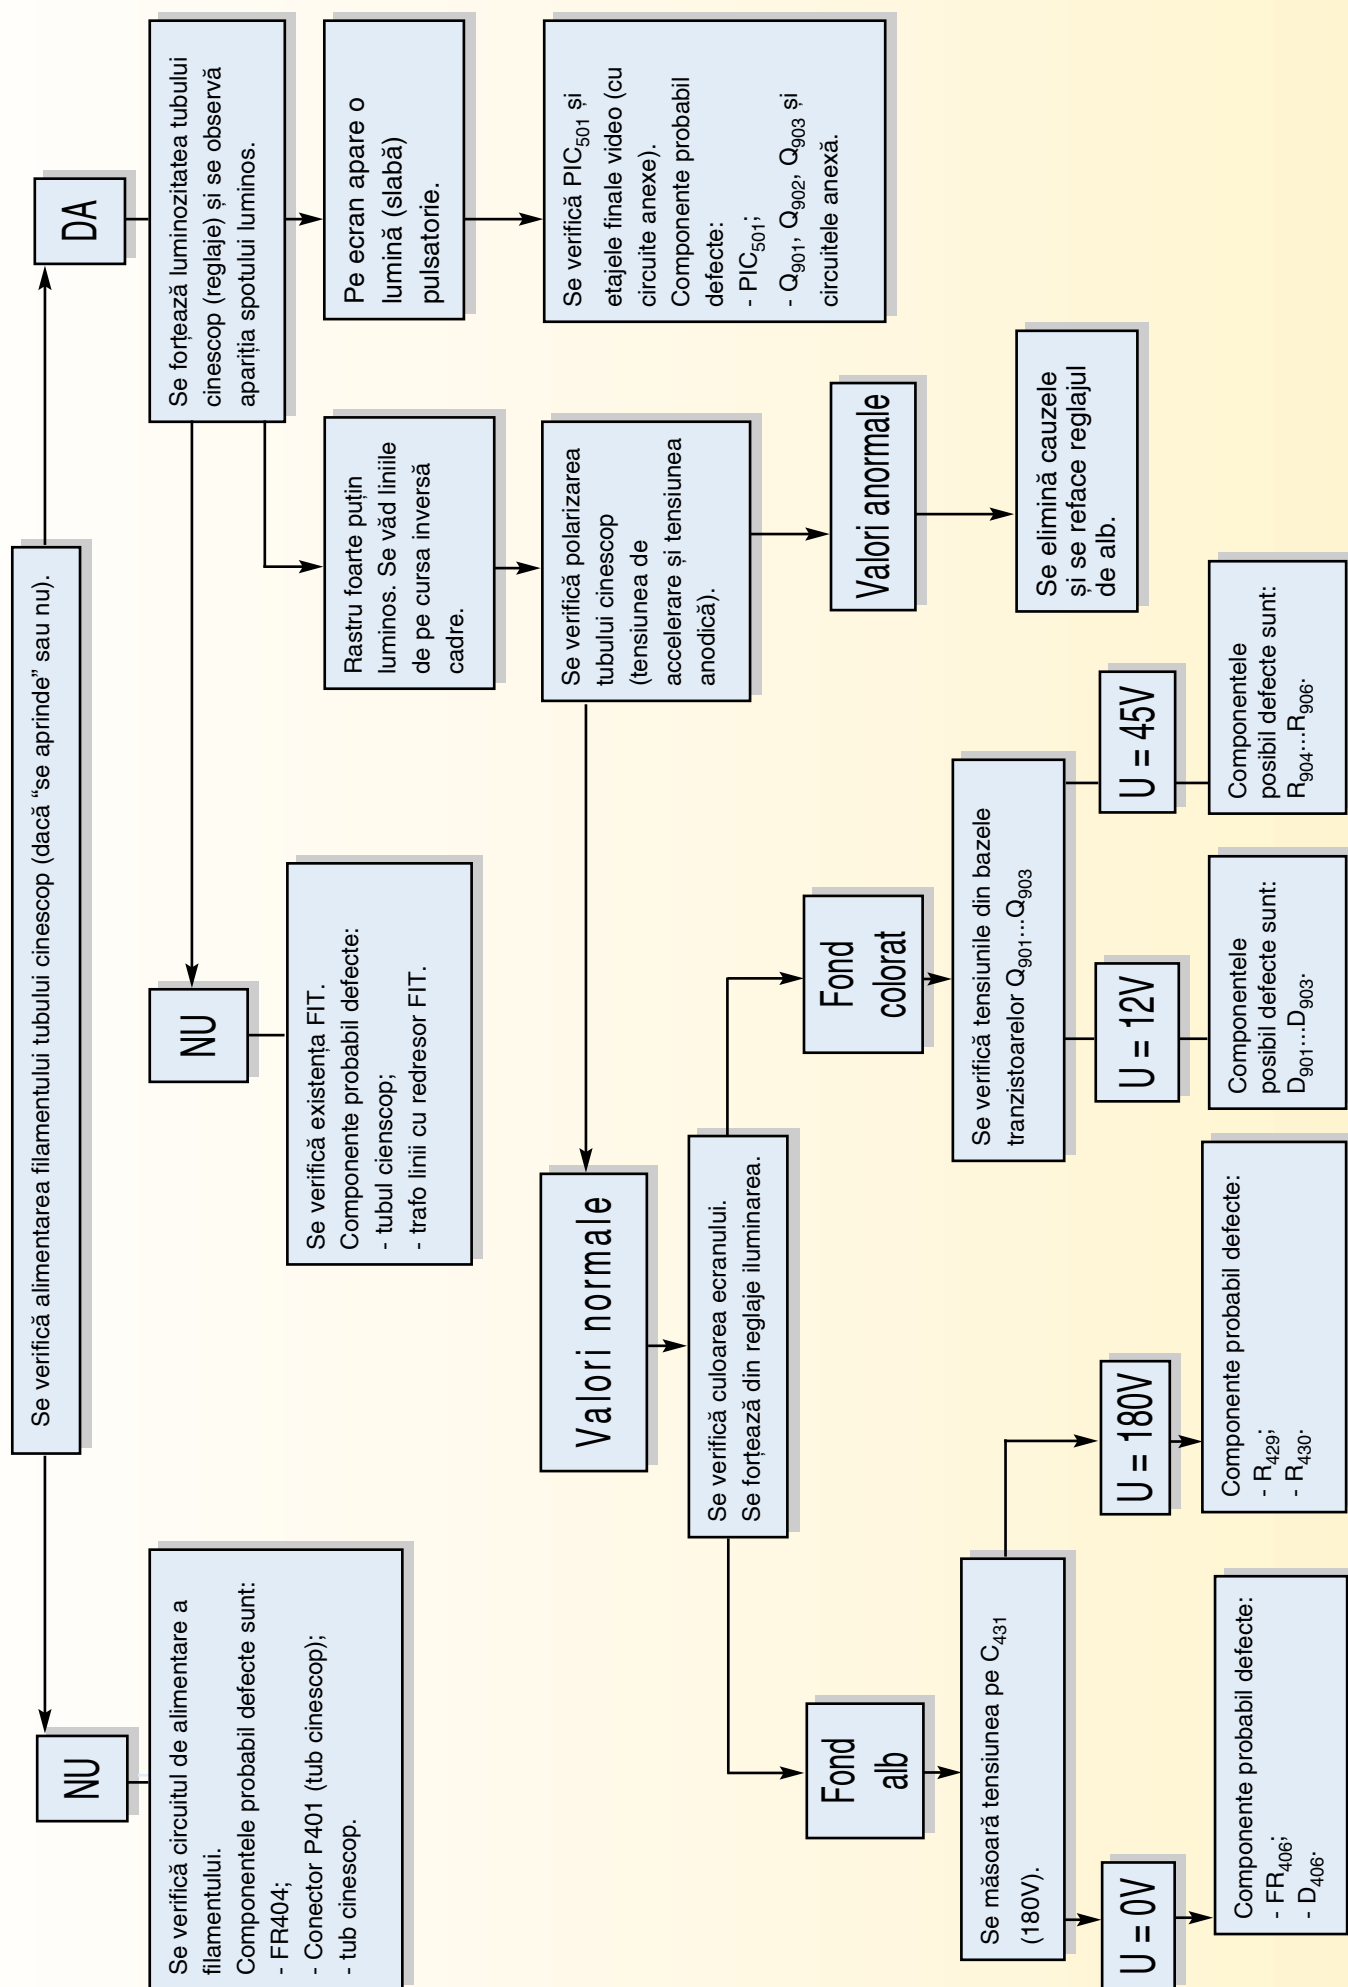 Se verifică alimentarea filamentului tubului cinescop (dacă “se aprinde” sau nu).
NU
Se verifică circuitul de alimentare a
filamentului.
Componentele probabil defecte sunt:
- FR404;
- Conector P401 (tub cinescop);
- tub cinescop.
DA
Se forțează luminozitatea tubului
cinescop (reglaje) și se observă
apariția spotului luminos.
NU
Se verifică existența FIT.
Componente probabil defecte:
- tubul cienscop;
- trafo linii cu redresor FIT.
Rastru foarte puțin
luminos. Se văd liniile
de pe cursa inversă
cadre.
Pe ecran apare o
lumină (slabă)
pulsatorie.
Se verifică polarizarea
tubului cinescop
(tensiunea de
accelerare și tensiunea
anodică).
Se verifică PIC501 și
etajele finale video (cu
circuite anexe).
Componente probabil
defecte:
- PIC501;
- Q901, Q902, Q903 și
circuitele anexă.
Valori normale
Valori anormale
Se elimină cauzele
și se reface reglajul
de alb.
Se verifică culoarea ecranului.
Se forțează din reglaje iluminarea.
Fond
alb
Fond
colorat
Se măsoară tensiunea pe C431
(180V).
Se verifică tensiunile din bazele
tranzistoarelor Q901...Q903
U = 0V
U = 180V
U = 12V
U = 45V
Componente probabil defecte:
- FR406;
- D406.
Componente probabil defecte:
- R429;
- R430.
Componentele
posibil defecte sunt:
D901...D903.
Componentele
posibil defecte sunt:
R904...R906.